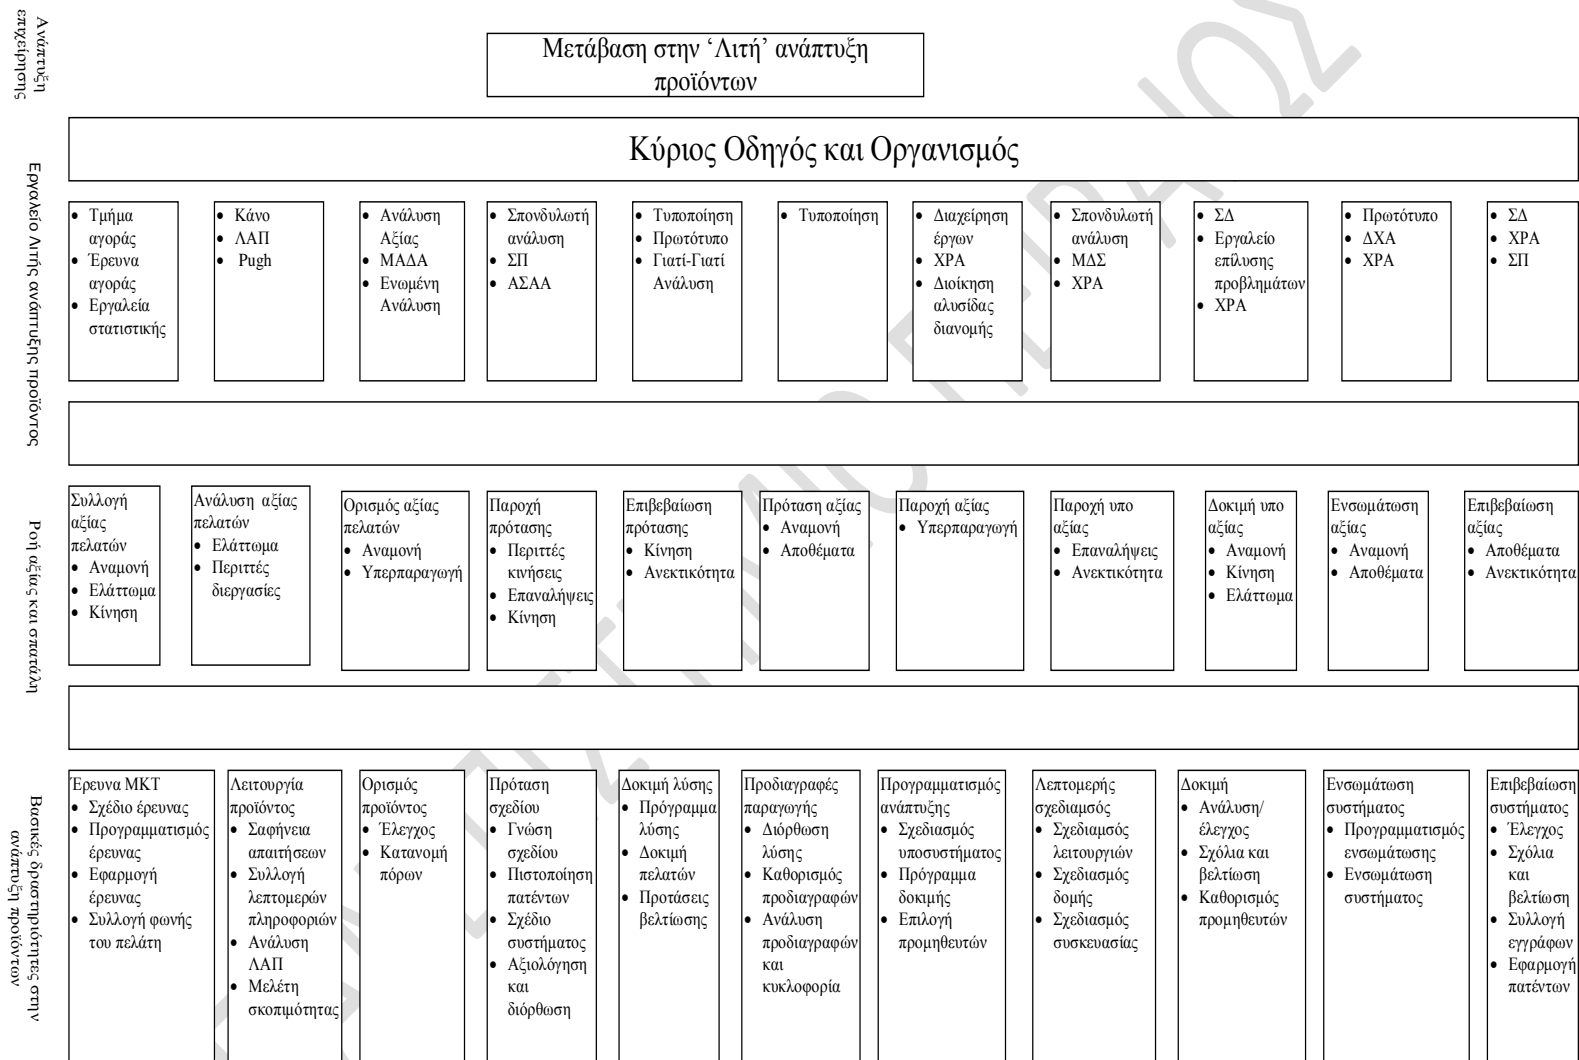 Ανάπτυξη
επιχείρησης
Μετάβαση στην ‘Λιτή’ ανάπτυξη
προϊόντων
Κύριος Οδηγός και Οργανισμός
Εργαλείο Λιτής ανάπτυξης προϊόντος
• Τμήμα
αγοράς
• Έρευνα
αγοράς
• Εργαλεία
στατιστικής
• Κάνο
• ΛΑΠ
• Pugh
• Ανάλυση
Αξίας
• ΜΑΔΑ
• Ενωμένη
Ανάλυση
• Σπονδυλωτή
ανάλυση
• ΣΠ
• ΑΣΑΑ
• Τυποποίηση
• Πρωτότυπο
• Γιατί-Γιατί
Ανάλυση
• Τυποποίηση
• Διαχείρηση
έργων
• ΧΡΑ
• Διοίκηση
αλυσίδας
διανομής
• Σπονδυλωτή
ανάλυση
• ΜΔΣ
• ΧΡΑ
• ΣΔ
• Εργαλείο
επίλυσης
προβλημάτων
• ΧΡΑ
• Πρωτότυπο
• ΔΧΑ
• ΧΡΑ
• ΣΔ
• ΧΡΑ
• ΣΠ
Ροή αξίας και σπατάλη
Συλλογή
αξίας
πελατών
• Αναμονή
• Ελάττωμα
• Κίνηση
Ανάλυση αξίας
πελατών
• Ελάττωμα
• Περιττές
διεργασίες
Ορισμός αξίας
πελατών
• Αναμονή
• Υπερπαραγωγή
Παροχή
πρότασης
• Περιττές
κινήσεις
• Επαναλήψεις
• Κίνηση
Επιβεβαίωση
πρότασης
• Κίνηση
• Ανεκτικότητα
Πρόταση αξίας
• Αναμονή
• Αποθέματα
Παροχή αξίας
• Υπερπαραγωγή
Παροχή υπο
αξίας
• Επαναλήψεις
• Ανεκτικότητα
Δοκιμή υπο
αξίας
• Αναμονή
• Κίνηση
• Ελάττωμα
Ενσωμάτωση
αξίας
• Αναμονή
• Αποθέματα
Επιβεβαίωση
αξίας
• Αποθέματα
• Ανεκτικότητα
Βασικές δραστηριότητες στην
ανάπτυξη προϊόντων
Έρευνα ΜΚΤ
• Σχέδιο έρευνας
• Προγραμματισμός
έρευνας
• Εφαρμογή
έρευνας
• Συλλογή φωνής
του πελάτη
Λειτουργία
προϊόντος
• Σαφήνεια
απαιτήσεων
• Συλλογή
λεπτομερών
πληροφοριών
• Ανάλυση
ΛΑΠ
• Μελέτη
σκοπιμότητας
Ορισμός
προϊόντος
• Έλεγχος
• Κατανομή
πόρων
Πρόταση
σχεδίου
• Γνώση
σχεδίου
• Πιστοποίηση
πατέντων
• Σχέδιο
συστήματος
• Αξιολόγηση
και
διόρθωση
Δοκιμή λύσης
• Πρόγραμμα
λύσης
• Δοκιμή
πελατών
• Προτάσεις
βελτίωσης
Προδιαγραφές
παραγωγής
• Διόρθωση
λύσης
• Καθορισμός
προδιαγραφών
• Ανάλυση
προδιαγραφών
και
κυκλοφορία
Προγραμματισμός
ανάπτυξης
• Σχεδιασμός
υποσυστήματος
• Πρόγραμμα
δοκιμής
• Επιλογή
προμηθευτών
Λεπτομερής
σχεδιαμσός
• Σχεδιαμσός
λειτουργιών
• Σχεδιασμός
δομής
• Σχεδιασμός
συσκευασίας
Δοκιμή
• Ανάλυση/
έλεγχος
• Σχόλια και
βελτίωση
• Καθορισμός
προμηθευτών
Ενσωμάτωση
συστήματος
• Προγραμματισμός
ενσωμάτωσης
• Ενσωμάτωση
συστήματος
Επιβεβαίωση
συστήματος
• Έλεγχος
• Σχόλια
και
βελτίωση
• Συλλογή
εγγράφων
• Εφαρμογή
πατέντων